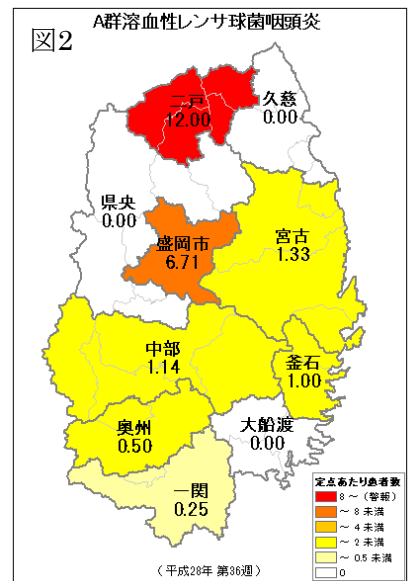 A群溶血性レンサ球菌咽頭炎
図2
二戸
12.00
久慈
0.00
県央
0.00
盛岡市
6.71
宮古
1.33
中部
1.14
釜石
1.00
奥州
0.50
大船渡
0.00
一関
0.25
定点あたり患者数
8～（警報）
～8未満
～4未満
～2未満
～0.5未満
0
（平成28年 第36週）